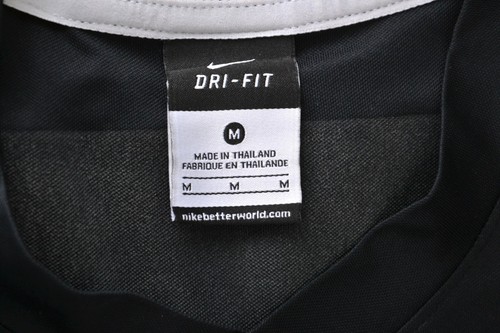 DRI-FIT
M
MADE IN THAILAND
FABRIQUE EN THAILANDE
M M M
nikebetterworld.com